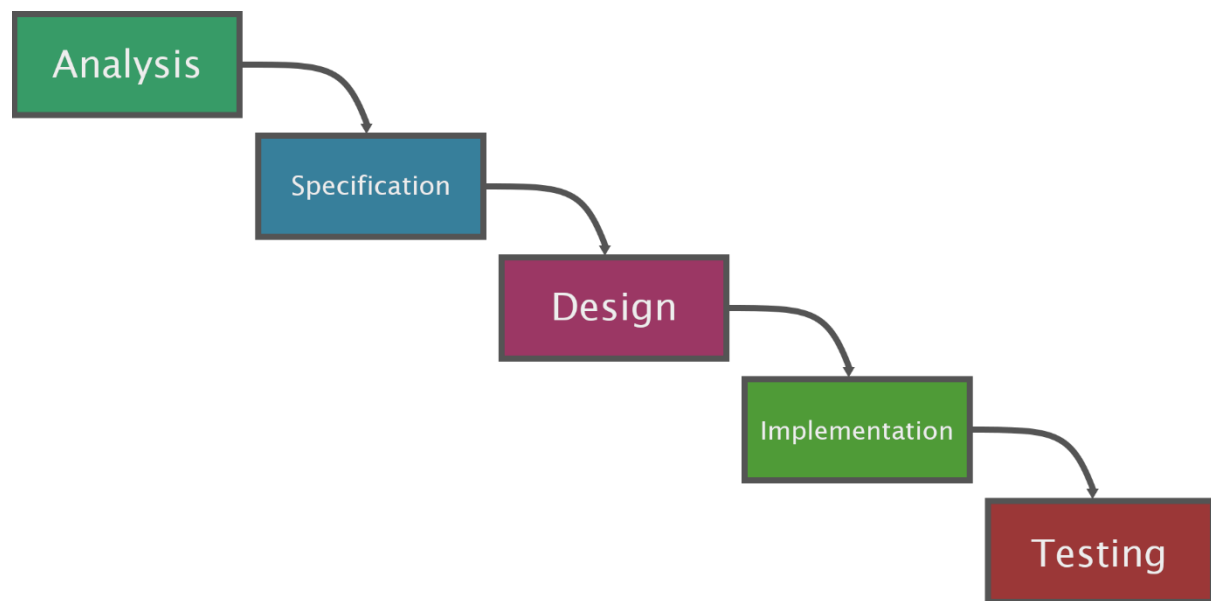 Analysis
Specification
Design
Implementation
Testing